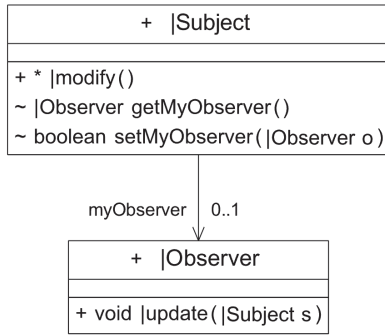 + |Subject
+ * |modify()
~ |Observer getMyObserver()
~ boolean setMyObserver(|Observer o)
myObserver 0..1
+ |Observer
+ void |update(|Subject s)